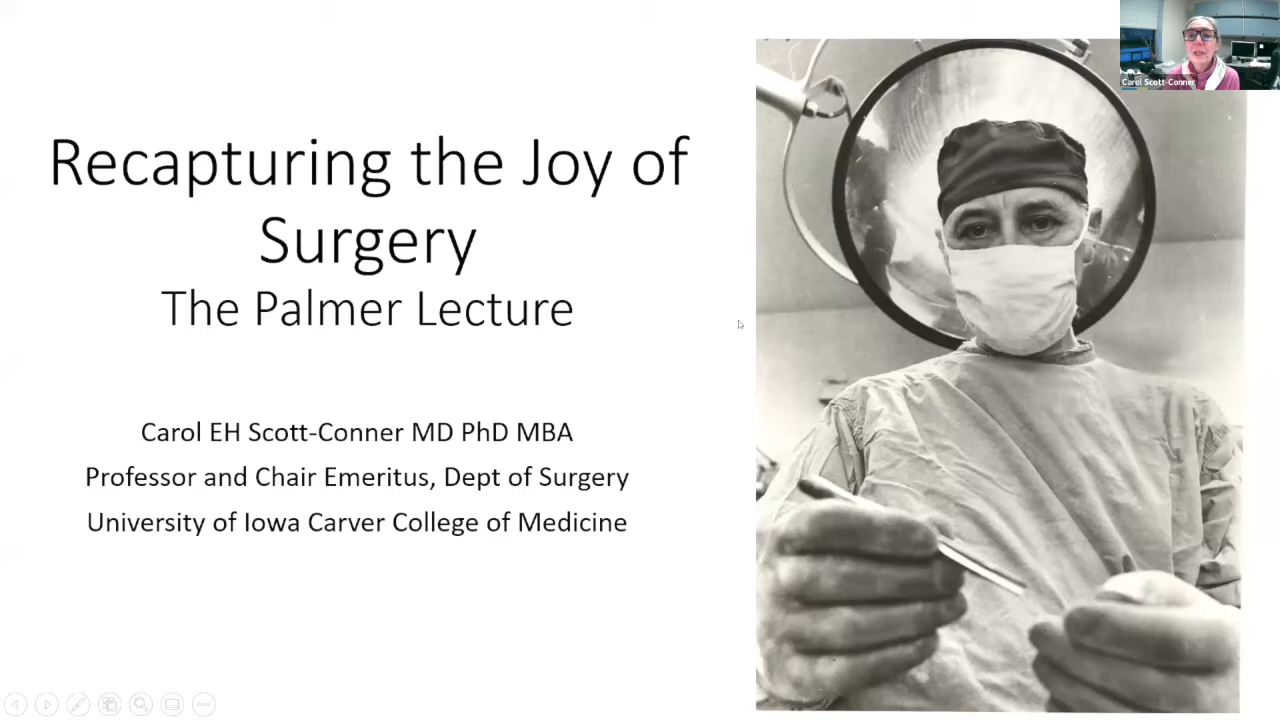 Recapturing the Joy of
Surgery
The Palmer Lecture
Carol EH Scott-Conner MD PhD MBA
Professor and Chair Emeritus, Dept of Surgery
University of Iowa Carver College of Medicine
Carol Scott-Conner